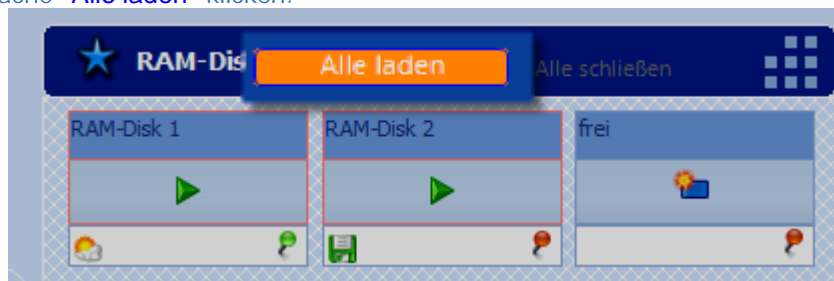 "Alle laden" klicken!
RAM-Dis Alle laden Alle schließen
RAM-Disk 1 RAM-Disk 2 frei